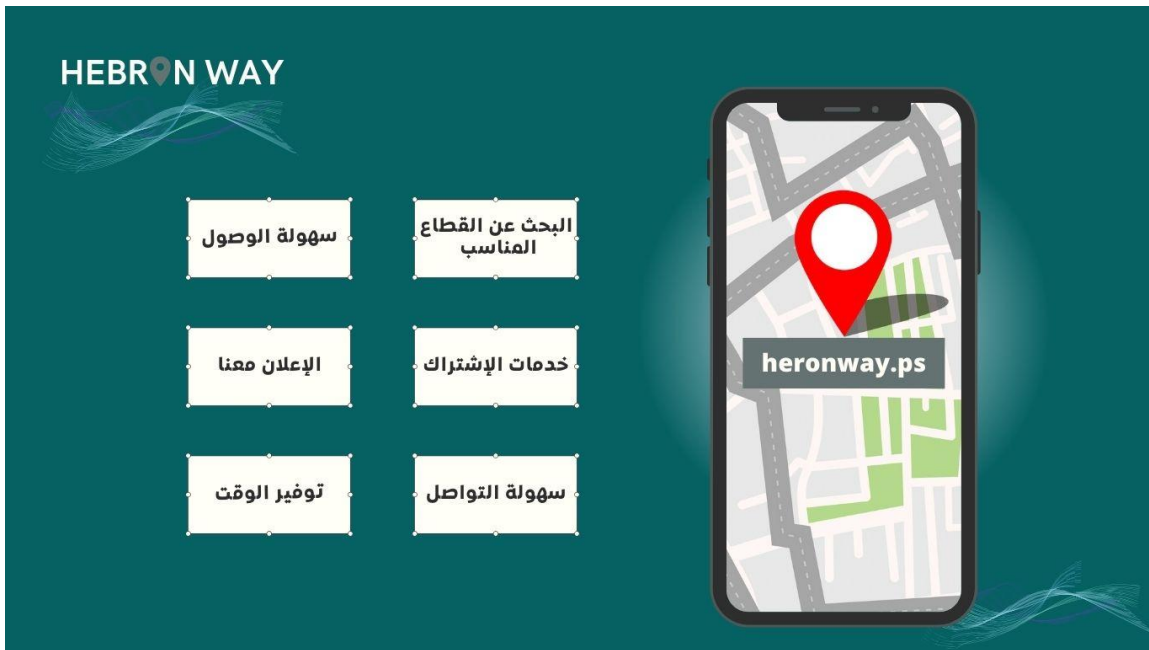 HEBRON WAY
البحث عن القطاع
المناسب
سهولة الوصول
خدمات الإشتراك
الإعلان معنا
سهولة التواصل
توفير الوقت
heronway.ps